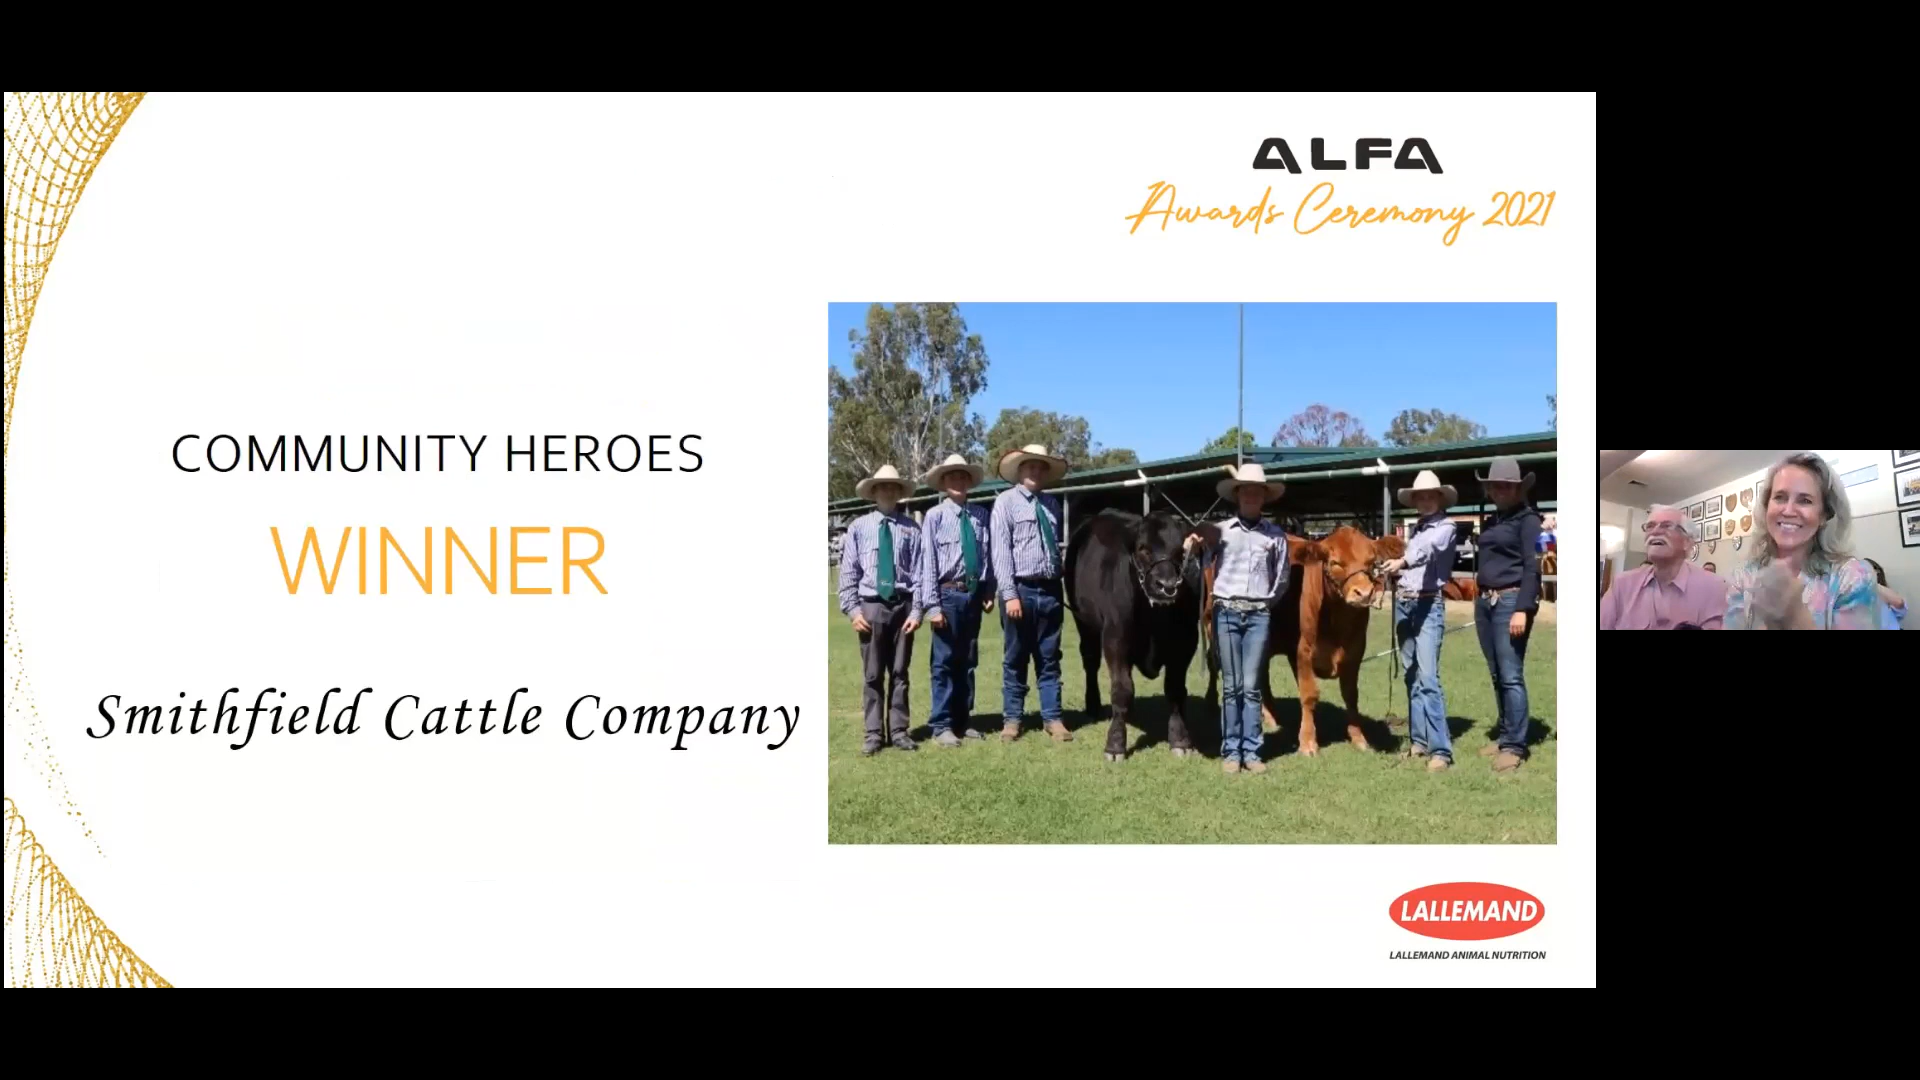 ALFA
Awards Ceremony 2021
COMMUNITY HEROES
WINNER
Smithfield Cattle Company
LALLEMAND
LALLEMAND ANIMAL NUTRITION